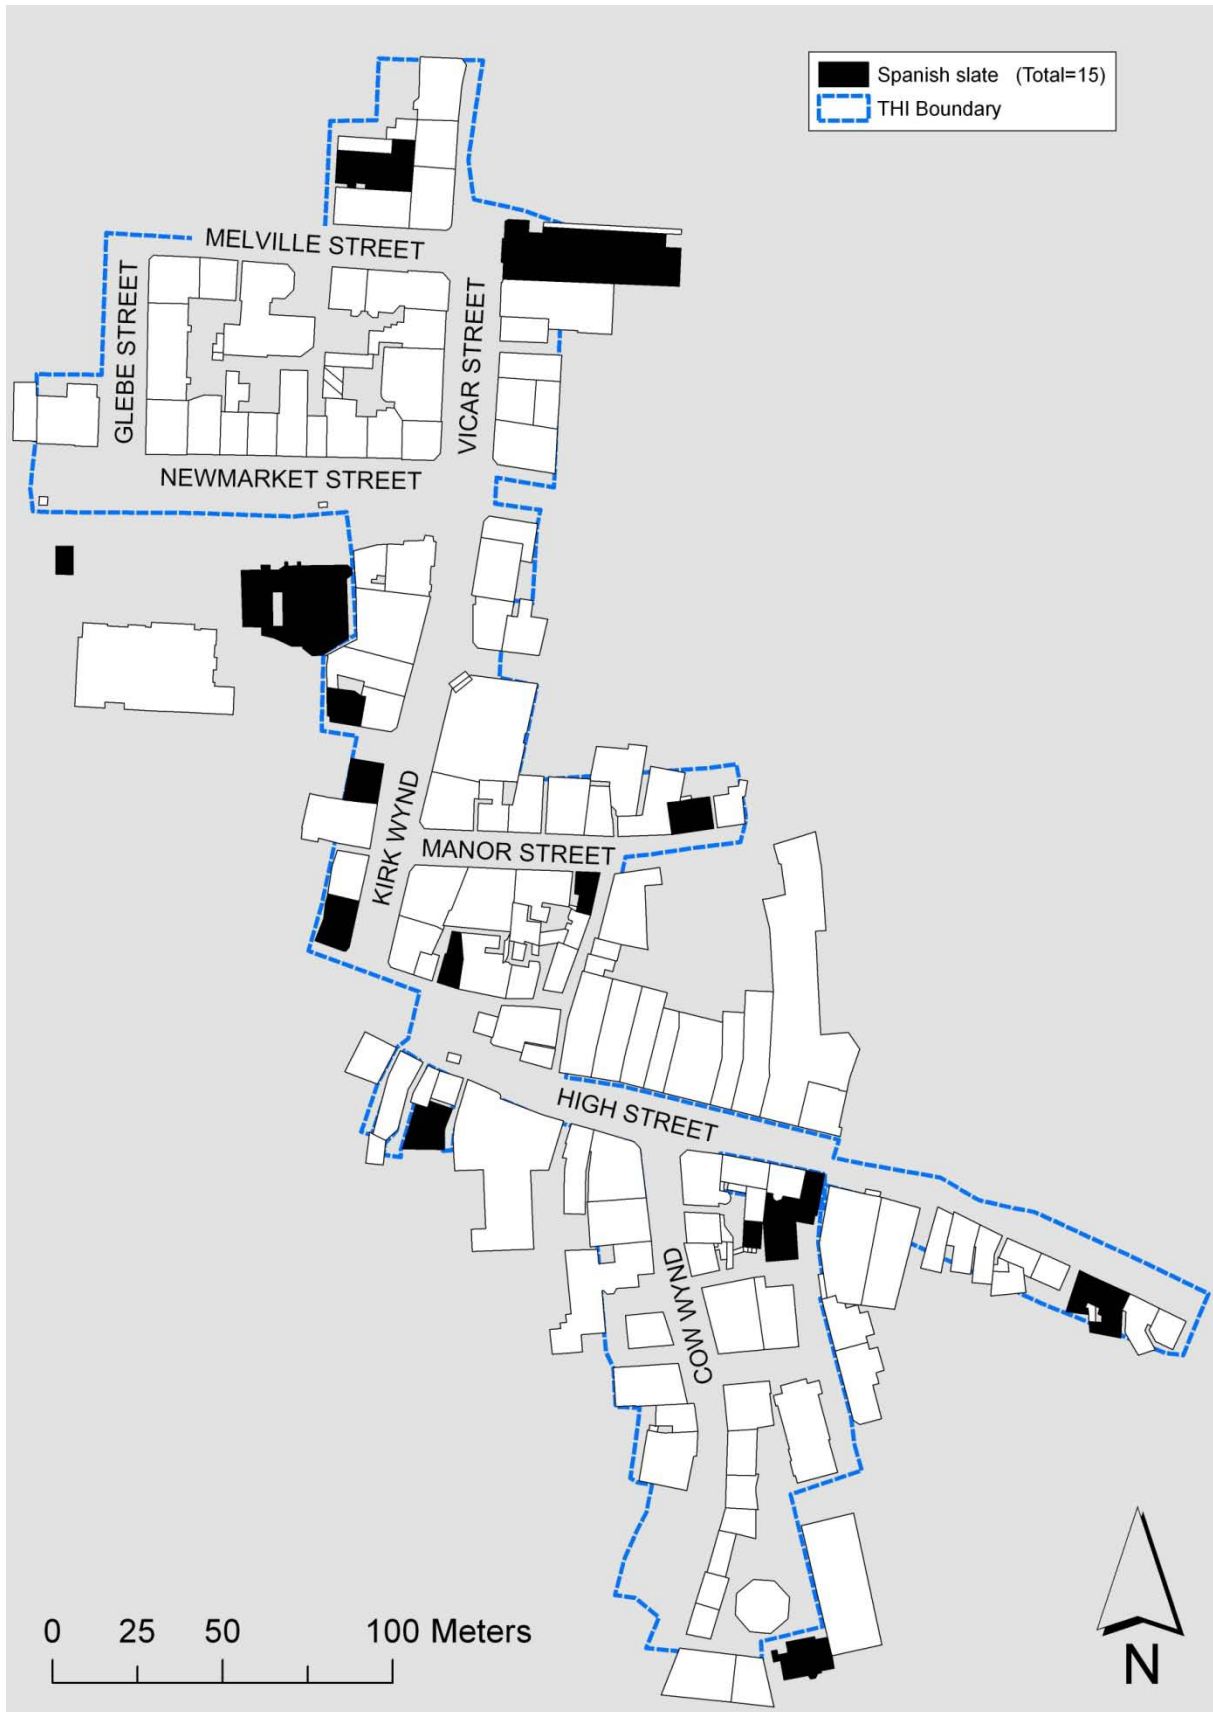 Spanish slate (Total=15)
THI Boundary
MELVILLE STREET
GLEBE STREET
VICAR STREET
NEWMARKET STREET
KIRK WYND
MANOR STREET
HIGH STREET
COW WYND
0 25 50 100 Meters
N